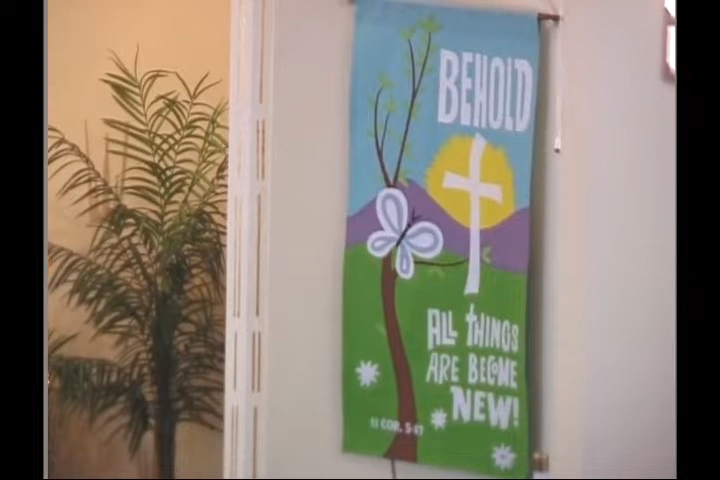 BEHOLD
ALL THINGS
ARE BECOME
NEW!
II COR. 5:17